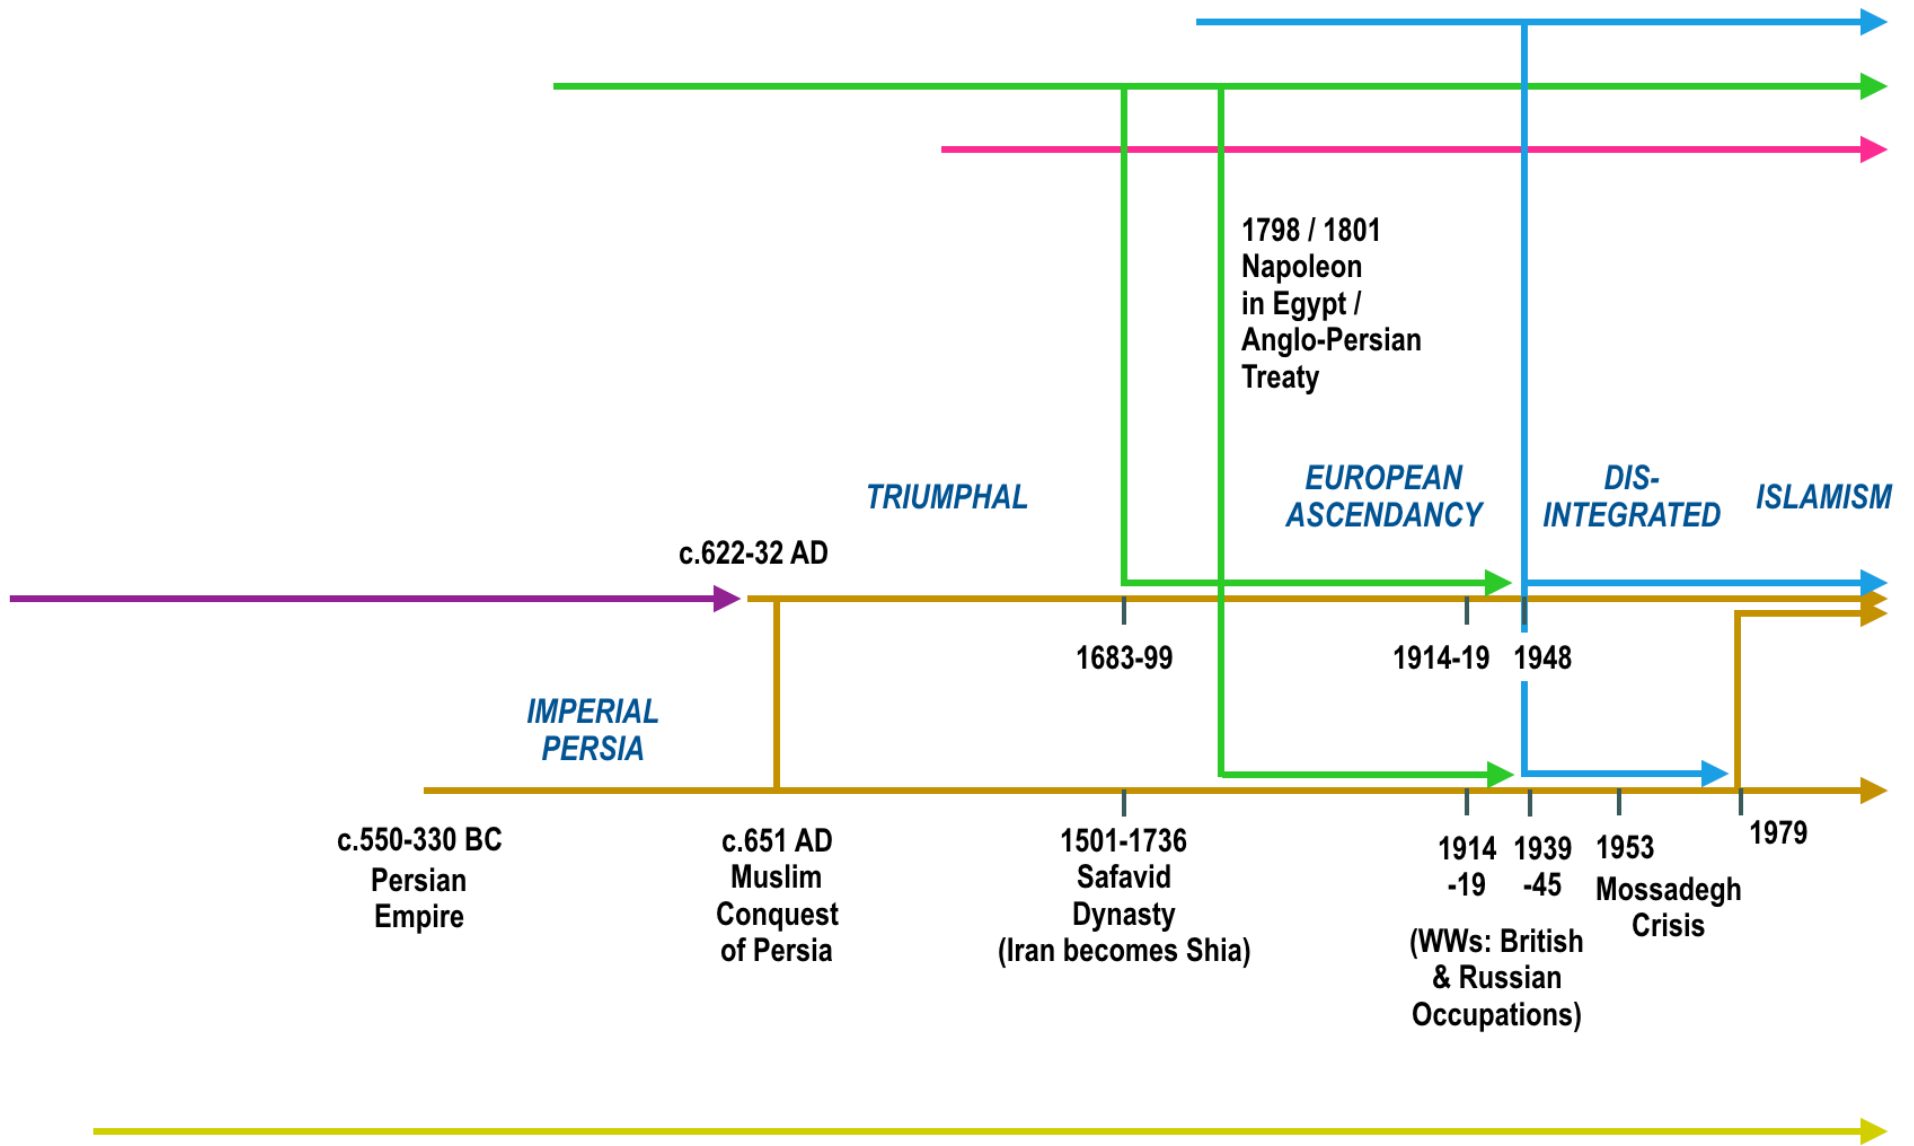 1798 / 1801
Napoleon
in Egypt /
Anglo-Persian
Treaty
TRIUMPHAL
EUROPEAN
ASCENDANCY
DIS-
INTEGRATED
ISLAMISM
c.622-32 AD
1683-99
1914-19
1948
IMPERIAL
PERSIA
c.550-330 BC
Persian
Empire
c.651 AD
Muslim
Conquest
of Persia
1501-1736
Safavid
Dynasty
(Iran becomes Shia)
1914
-19
1939
-45
(WWs: British
& Russian
Occupations)
1953
Mossadegh
Crisis
1979